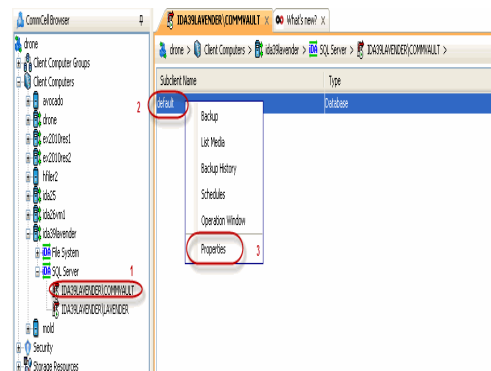 CommCell Browser
IDA39LAVENDER\COMMVAULT × What's new? ×
drone > Client Computers > ida39lavender > iDA SQL Server > IDA39LAVENDER\COMMVAULT >
drone
Client Computer Groups
Client Computers
avocado
drone
ex2010res1
ex2010res2
hfiler2
ida25
ida26vm1
ida39lavender
iDA File System
iDA SQL Server
1
IDA39LAVENDER\COMMVAULT
IDA39LAVENDER\LAVENDER
mold
Security
Storage Resources
Subclient Name Type
2
default Database
Backup
List Media
Backup History
Schedules
Operation Window
Properties
3